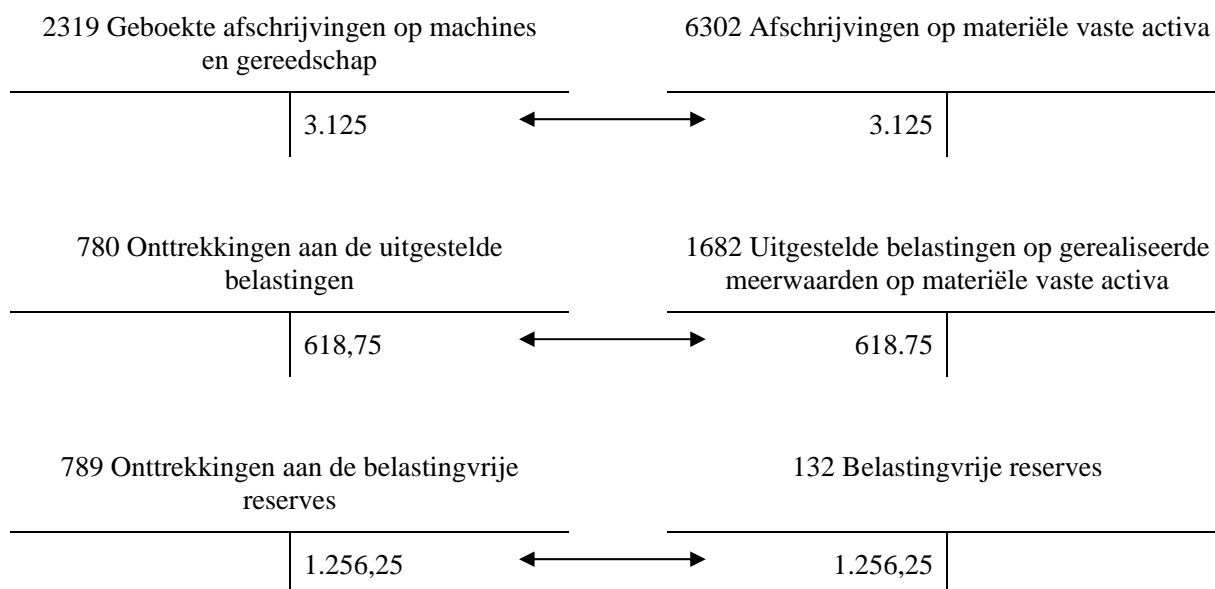 2319 Geboekte afschrijvingen op machines
en gereedschap
6302 Afschrijvingen op materiële vaste activa
3.125
3.125
780 Onttrekkingen aan de uitgestelde
belastingen
1682 Uitgestelde belastingen op gerealiseerde
meerwaarden op materiële vaste activa
618,75
618.75
789 Onttrekkingen aan de belastingvrije
reserves
132 Belastingvrije reserves
1.256,25
1.256,25